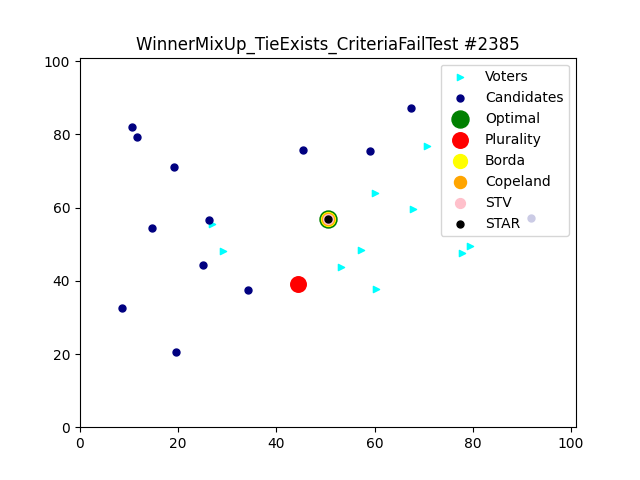 WinnerMixUp_TieExists_CriteriaFailTest #2385
100
80
60
40
20
0
0 20 40 60 80 100
Voters
Candidates
Optimal
Plurality
Borda
Copeland
STV
STAR